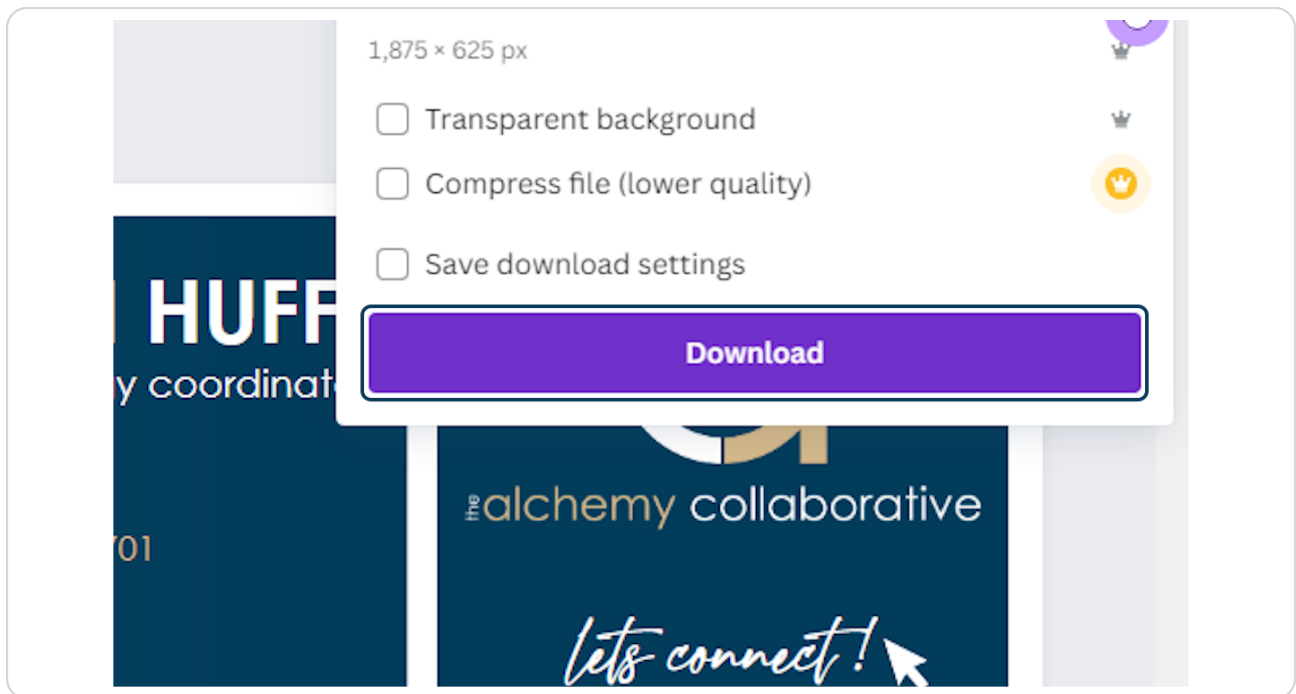 1,875 × 625 px
Transparent background
Compress file (lower quality)
Save download settings
Download
HUFF
y coordinat
701
the alchemy collaborative
lets connect!